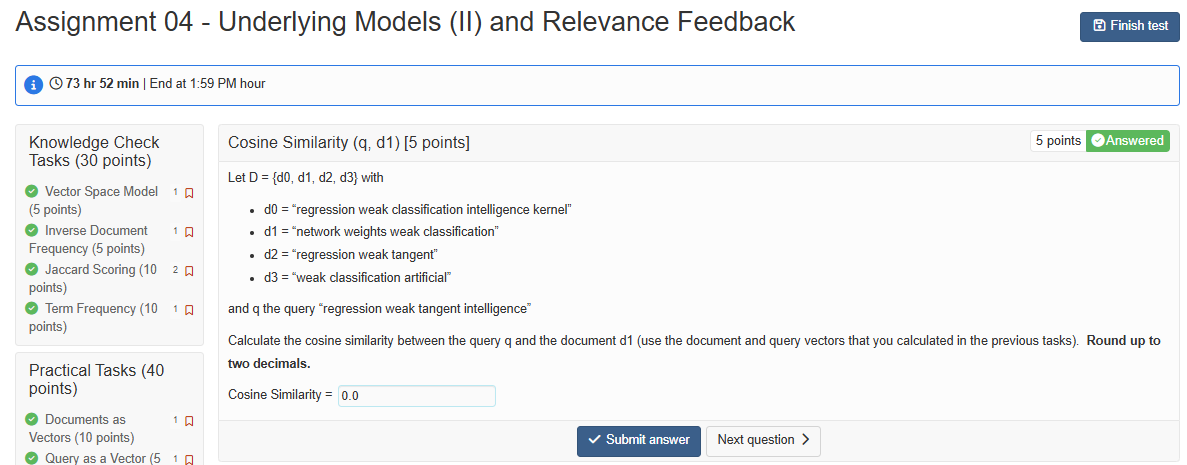 Assignment 04 - Underlying Models (II) and Relevance Feedback
Finish test
73 hr 52 min | End at 1:59 PM hour
Knowledge Check
Tasks (30 points)
Vector Space Model 1
(5 points)
Inverse Document 1
Frequency (5 points)
Jaccard Scoring (10 2
points)
Term Frequency (10 1
points)
Practical Tasks (40
points)
Documents as 1
Vectors (10 points)
Query as a Vector (5 1
Cosine Similarity (q, d1) [5 points]
5 points Answered
Let D = {d0, d1, d2, d3} with
• d0 = “regression weak classification intelligence kernel”
• d1 = “network weights weak classification”
• d2 = “regression weak tangent”
• d3 = “weak classification artificial”
and q the query “regression weak tangent intelligence”
Calculate the cosine similarity between the query q and the document d1 (use the document and query vectors that you calculated in the previous tasks). Round up to
two decimals.
Cosine Similarity = 0.0
Submit answer
Next question